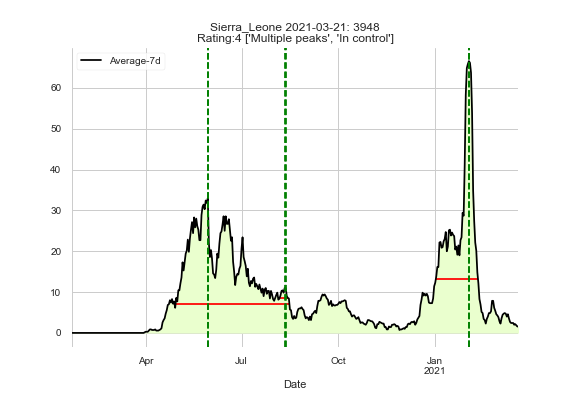 Sierra_Leone 2021-03-21: 3948
Rating:4 ['Multiple peaks', 'In control']
Average-7d
60
50
40
30
20
10
0
Apr
Jul
Oct
Jan
2021
Date